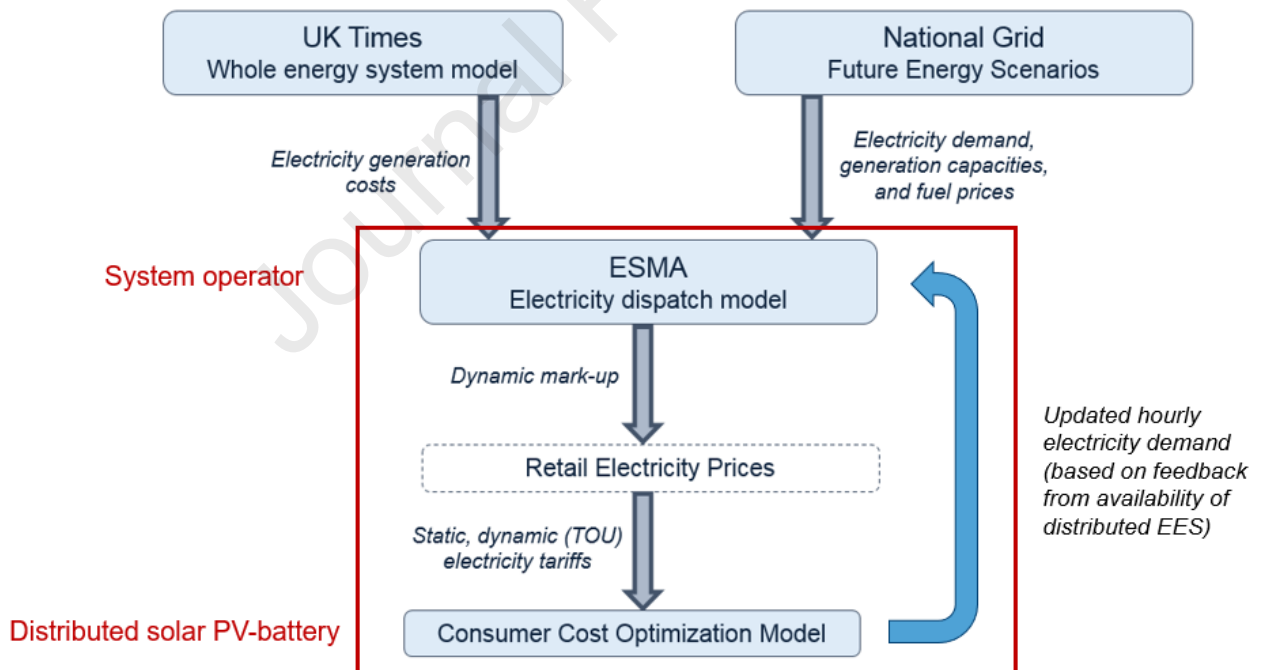 UK Times
Whole energy system model
National Grid
Future Energy Scenarios
Electricity generation
costs
Electricity demand,
generation capacities,
and fuel prices
System operator
ESMA
Electricity dispatch model
Dynamic mark-up
Retail Electricity Prices
Static, dynamic (TOU)
electricity tariffs
Updated hourly
electricity demand
(based on feedback
from availability of
distributed EES)
Distributed solar PV-battery
Consumer Cost Optimization Model
Journal